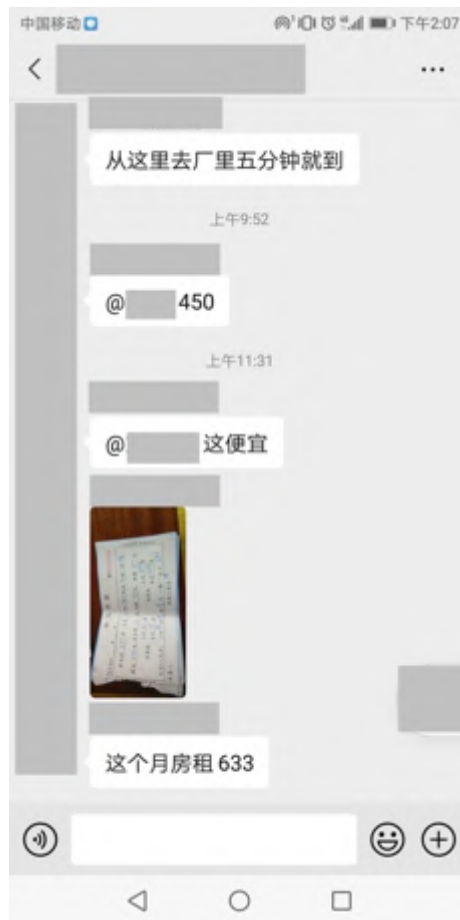 中国移动 下午2:07
从这里去厂里五分钟就到
上午9:52
@ 450
上午11:31
@ 这便宜
这个月房租 633